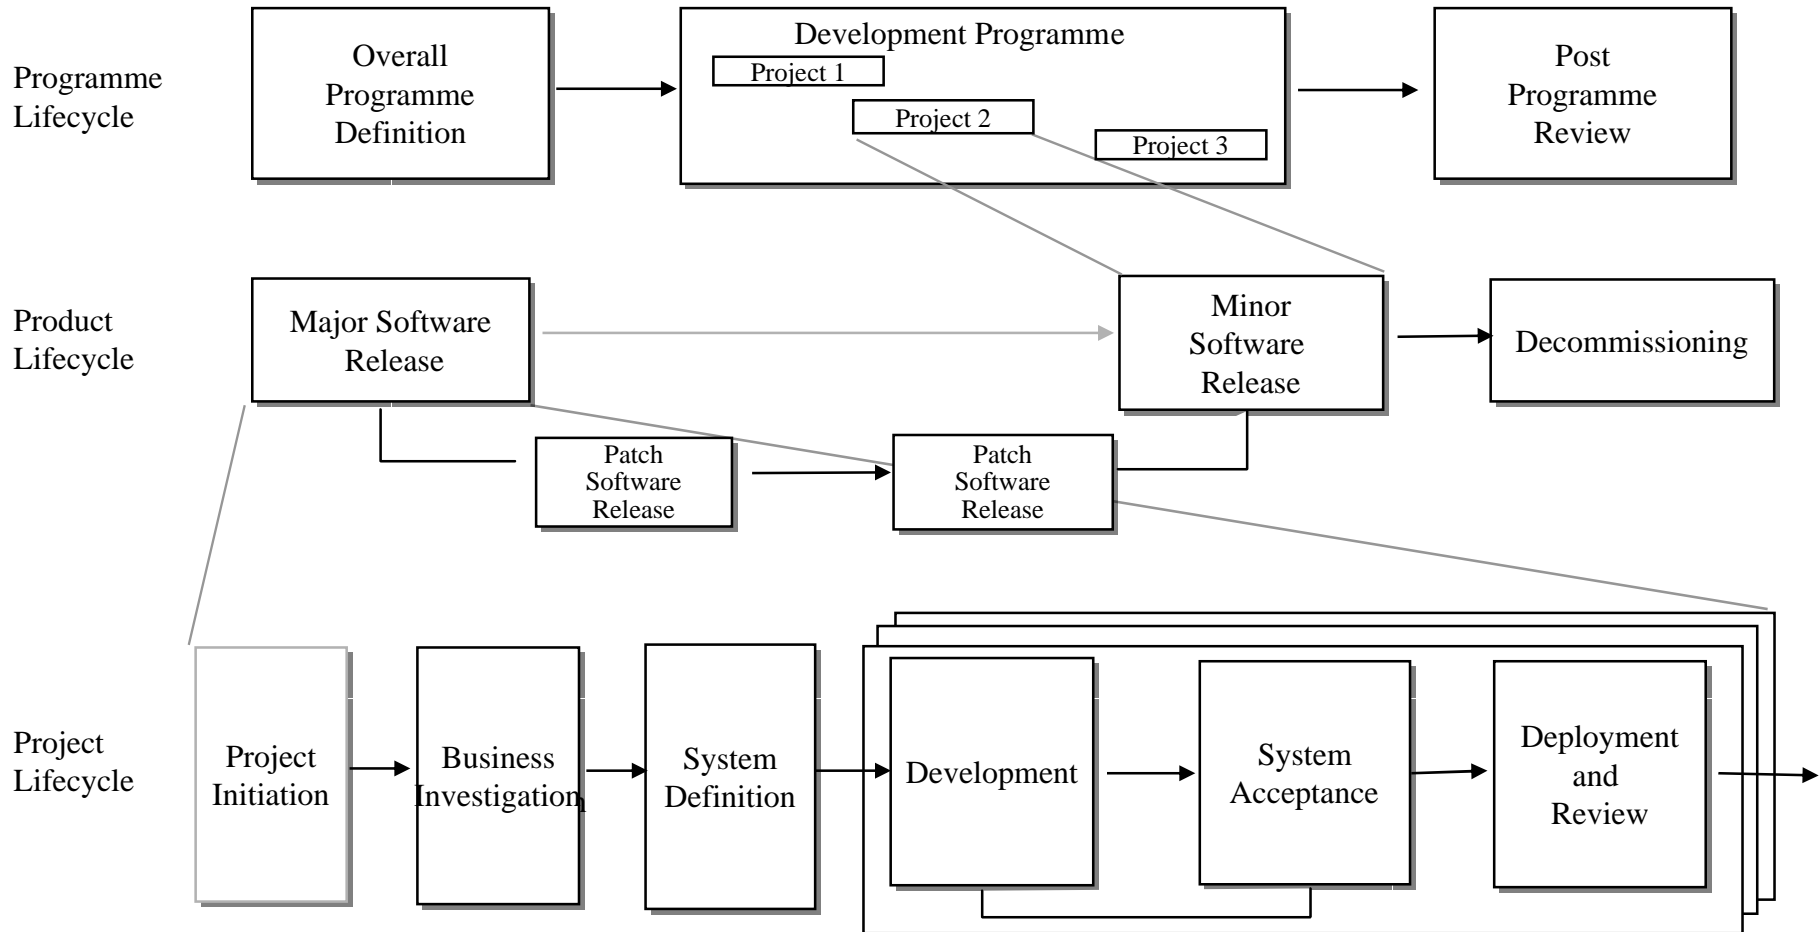 Programme
Lifecycle
Overall
Programme
Definition
Development Programme
Project 1
Project 2
Project 3
Post
Programme
Review
Product
Lifecycle
Major Software
Release
Minor
Software
Release
Decommissioning
Patch
Software
Release
Patch
Software
Release
Project
Lifecycle
Project
Initiation
Business
Investigation
System
Definition
Development
System
Acceptance
Deployment
and
Review